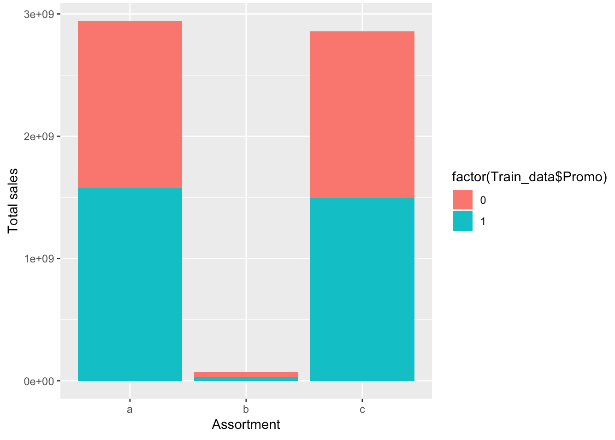 3e+09
2e+09
1e+09
0e+00
Total sales
a b c
Assortment
factor(Train_data$Promo)
0
1